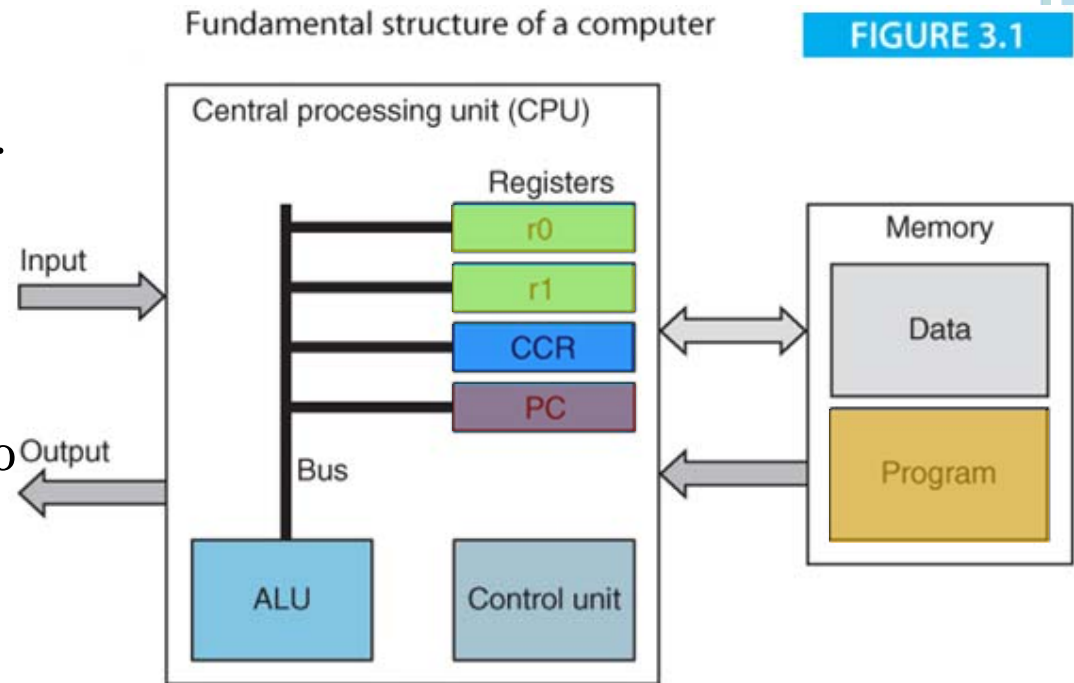 Fundamental structure of a computer
FIGURE 3.1
Central processing unit (CPU)
.
Registers
r0
r1
CCR
PC
Input
Memory
Data
Program
o
Output
Bus
ALU
Control unit